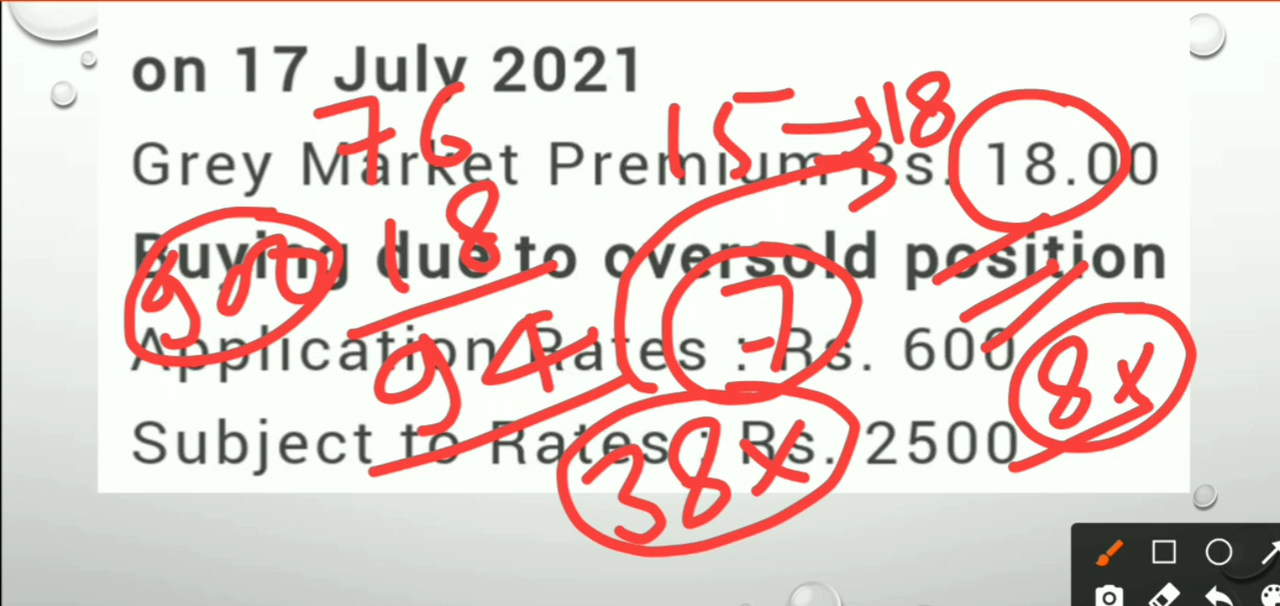 on 17 July 2021
76
15→18
Grey Market Premium Rs. 18.00
18
Buying due to oversold position
900
7
94
Application Rates : Rs. 600
8x
Subject to Rates : Rs. 2500
38x